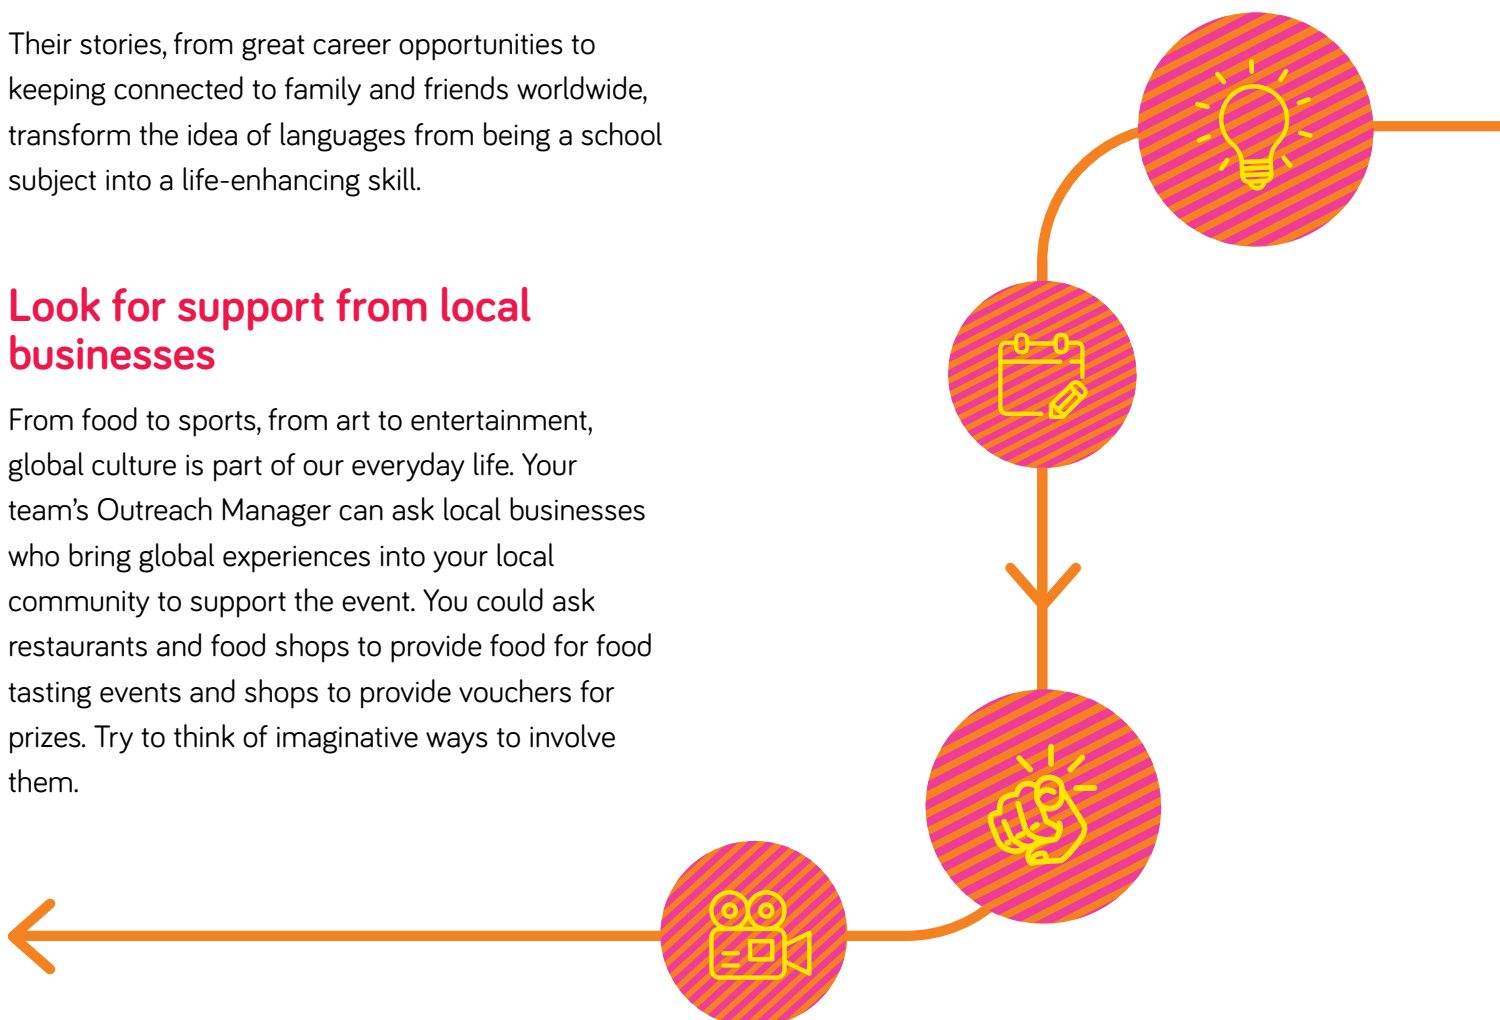 Their stories, from great career opportunities to
keeping connected to family and friends worldwide,
transform the idea of languages from being a school
subject into a life-enhancing skill.
Look for support from local
businesses
From food to sports, from art to entertainment,
global culture is part of our everyday life. Your
team’s Outreach Manager can ask local businesses
who bring global experiences into your local
community to support the event. You could ask
restaurants and food shops to provide food for food
tasting events and shops to provide vouchers for
prizes. Try to think of imaginative ways to involve
them.